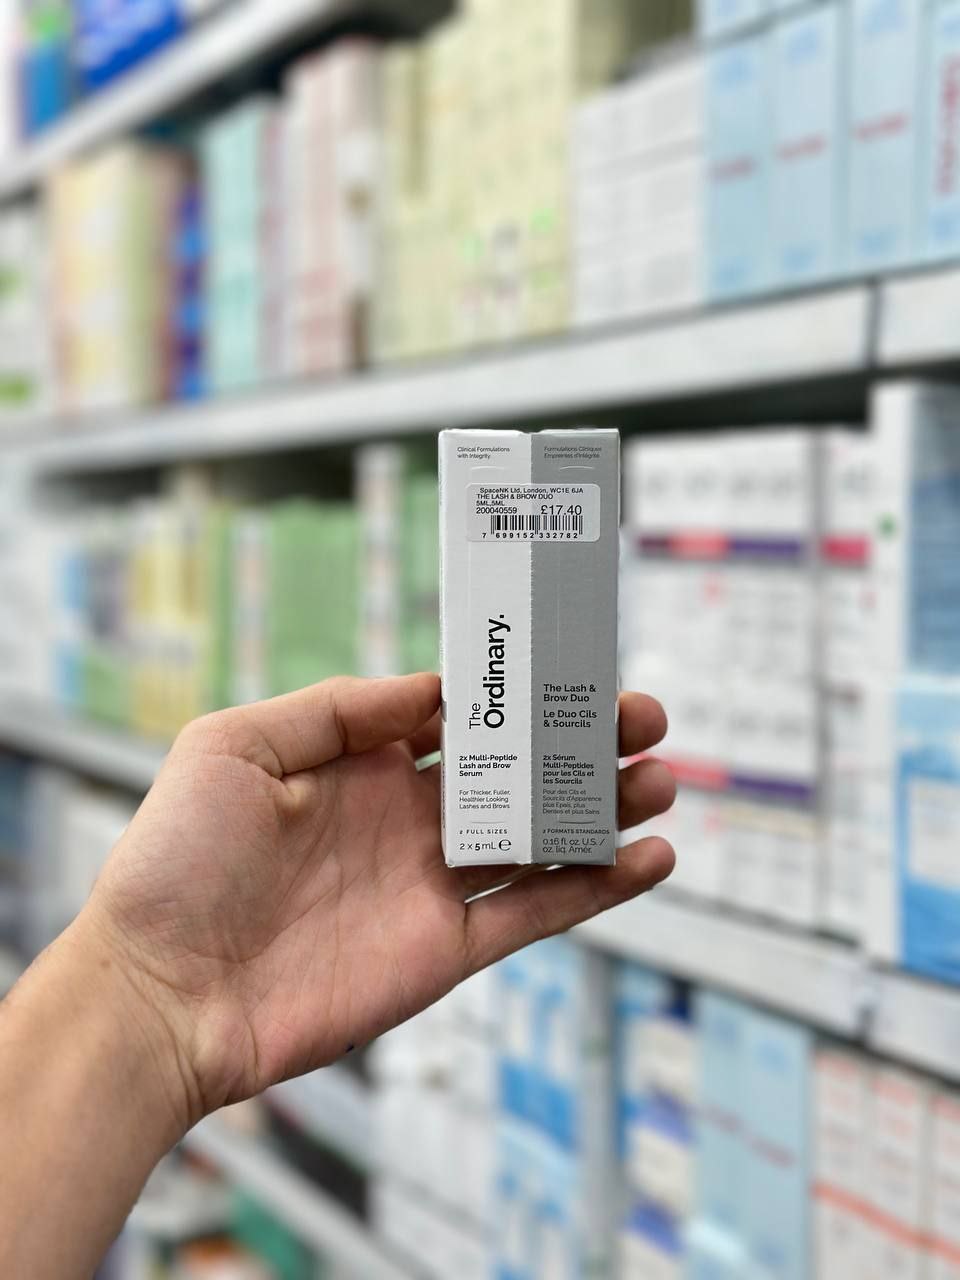 Clinical Formulations
with Integrity.
Formulations Cliniques
Empreintes d'Intégrité.
SpaceNK Ltd, London, WC1E 6JA
THE LASH & BROW DUO
5ML,5ML
200040559 £17.40
7 699152 332782
The
Ordinary.
The Lash &
Brow Duo
Le Duo Cils
& Sourcils
2x Multi-Peptide
Lash and Brow
Serum
For Thicker, Fuller,
Healthier Looking
Lashes and Brows
2 FULL SIZES
2 x 5 mL ℮
2x Sérum
Multi-Peptides
pour les Cils et
les Sourcils
Pour des Cils et
Sourcils d'Apparence
plus Épais, plus
Denses et plus Sains
2 FORMATS STANDARDS
0.16 fl. oz. U.S. /
oz. liq. Amér.